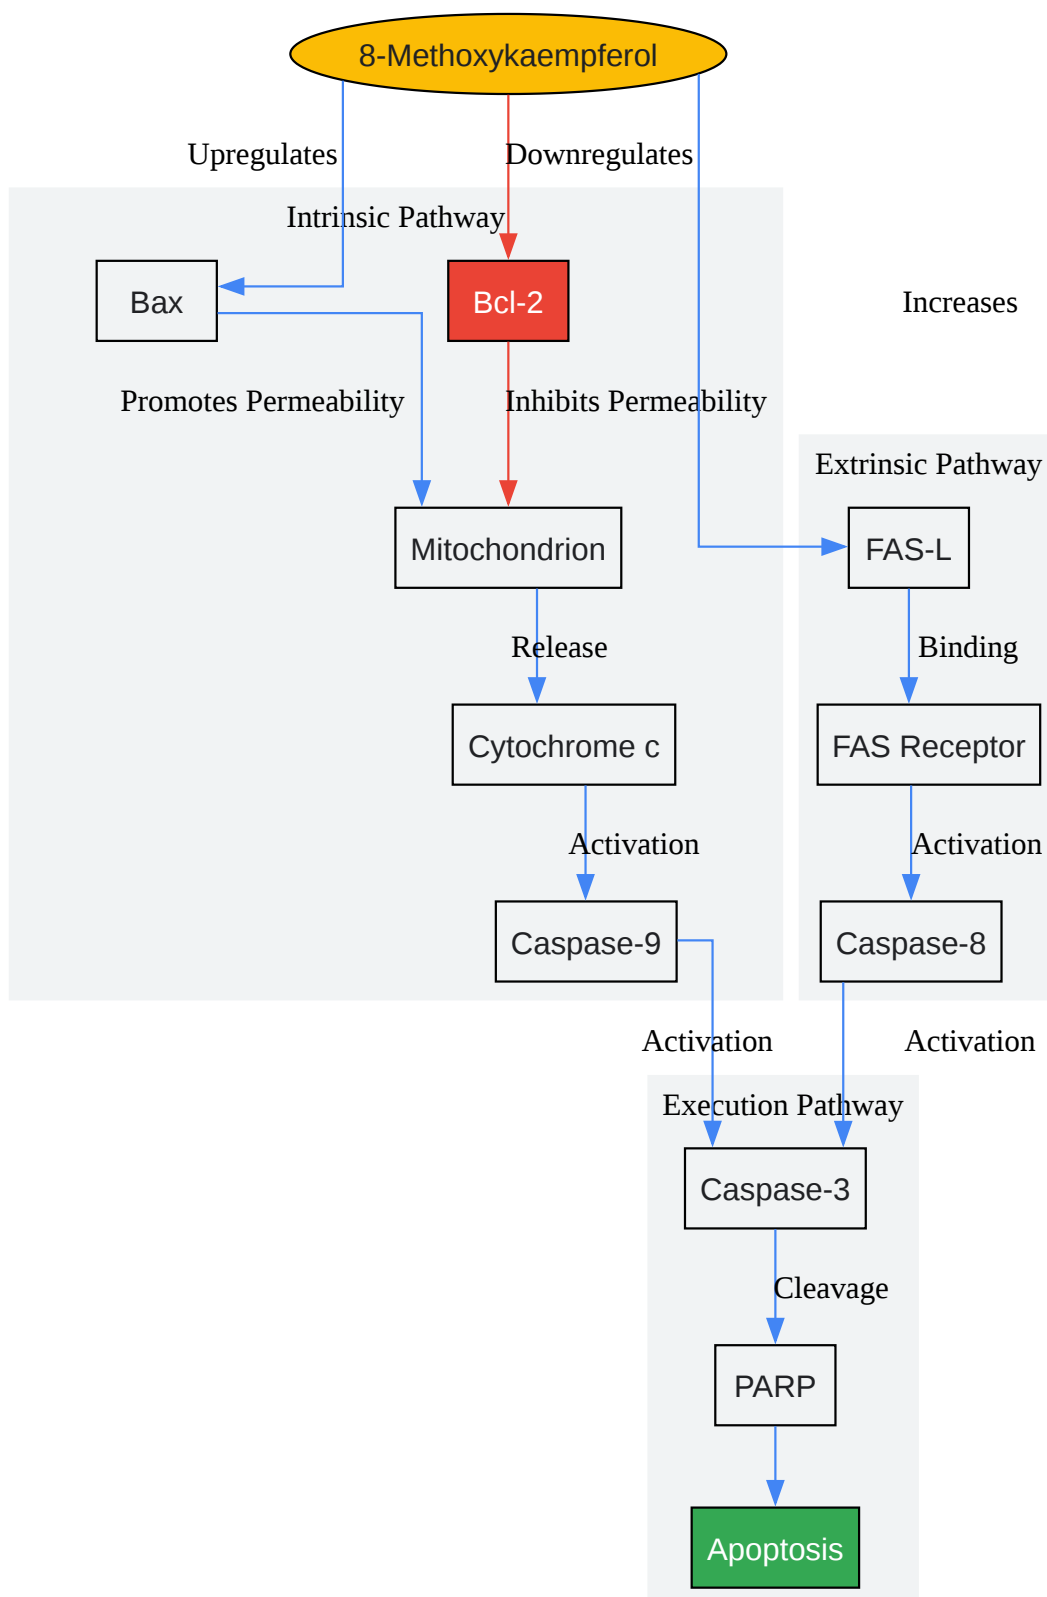 8-Methoxykaempferol
Upregulates
Downregulates
Intrinsic Pathway
Bax
Bcl-2
Increases
Promotes Permeability
Inhibits Permeability
Extrinsic Pathway
Mitochondrion
FAS-L
Release
Binding
Cytochrome c
FAS Receptor
Activation
Activation
Caspase-9
Caspase-8
Activation
Activation
Execution Pathway
Caspase-3
Cleavage
PARP
Apoptosis